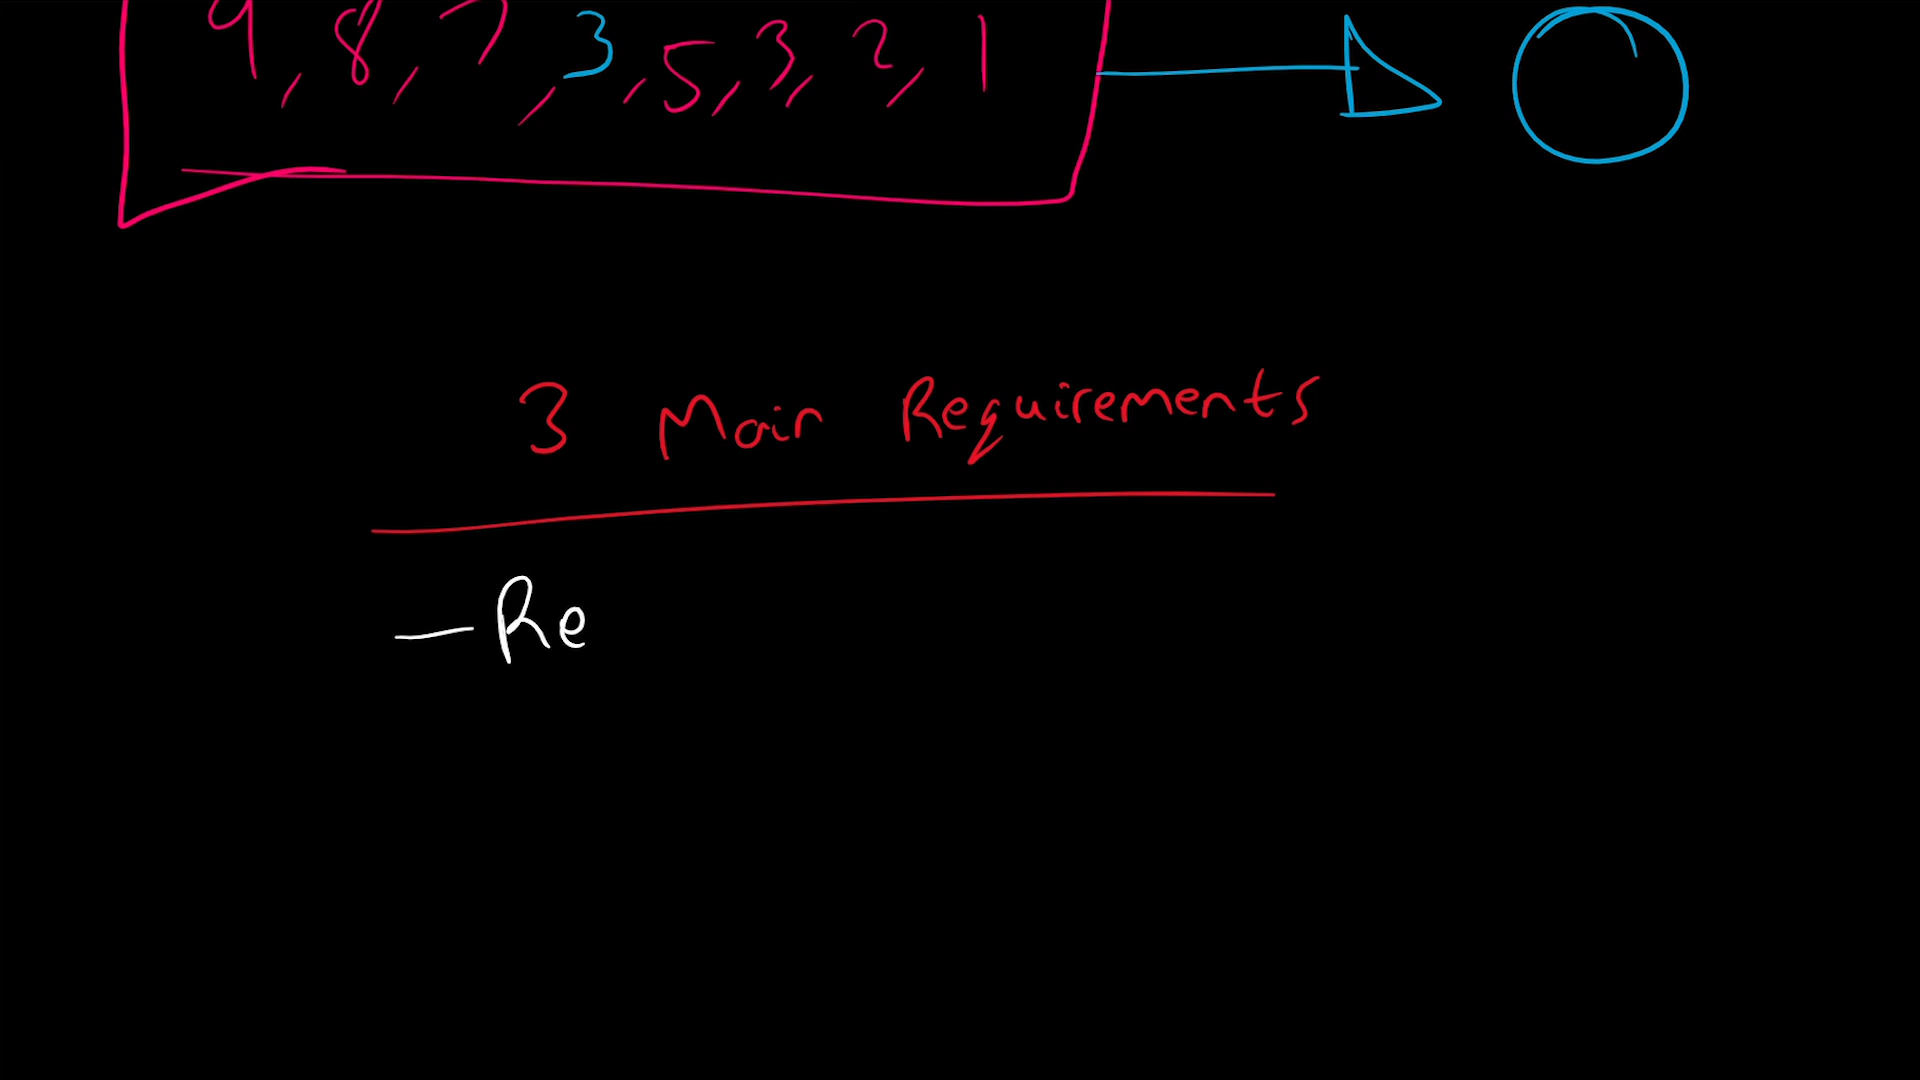 9, 8, 7, 3, 5, 3, 2, 1
3 Main Requirements
- Re